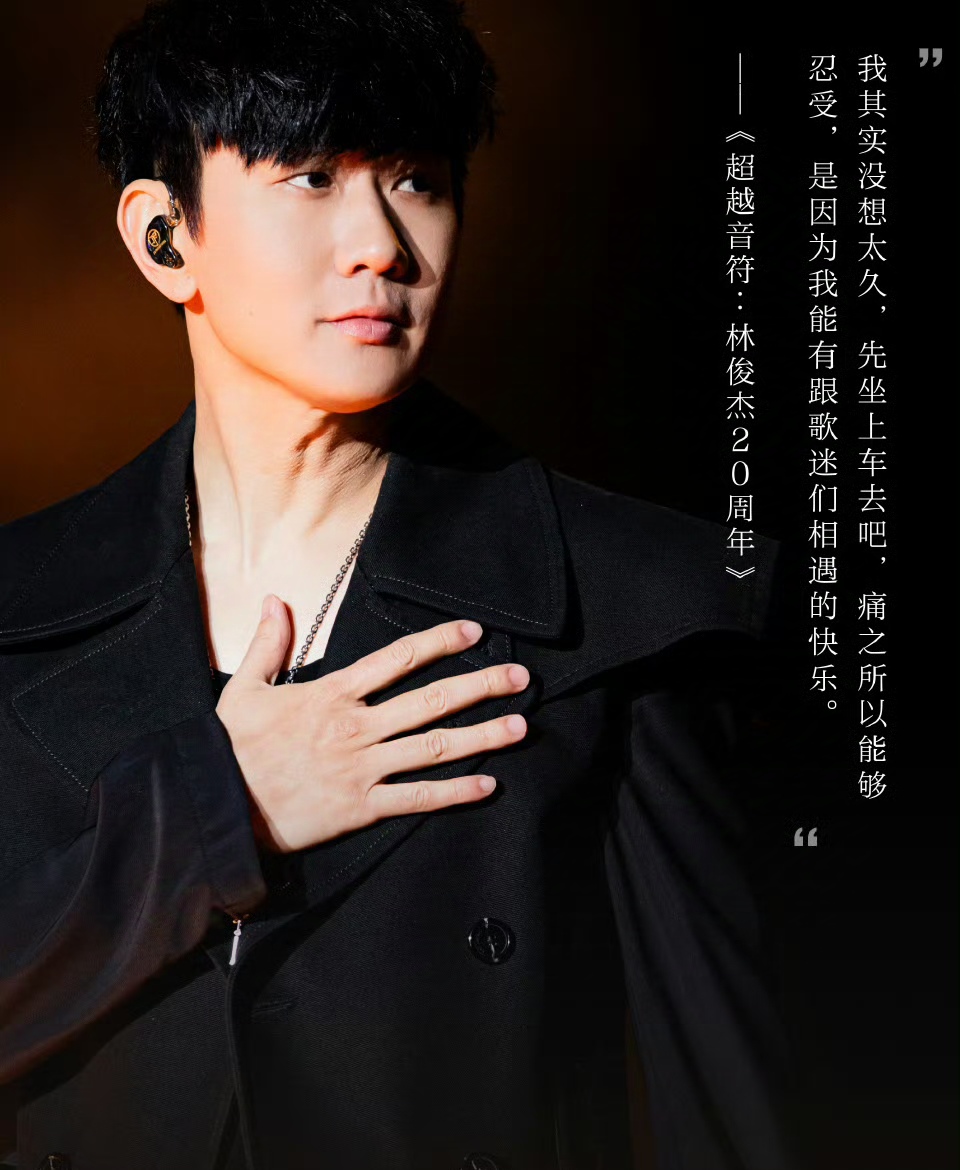 ”
我其实没想太久，先坐上车去吧，痛之所以能够
忍受，是因为我能有跟歌迷们相遇的快乐。
“
——《超越音符：林俊杰20周年》